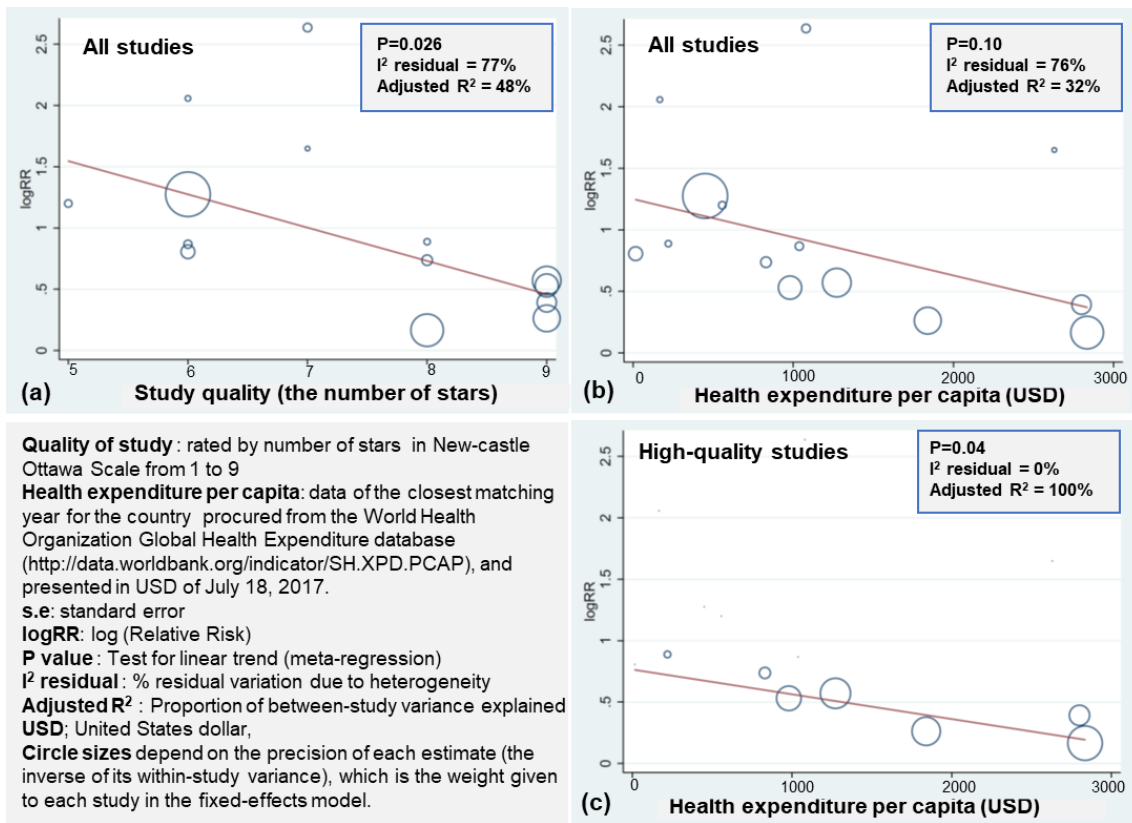 All studies
P=0.026
I² residual = 77%
Adjusted R² = 48%
2.5
2
1.5
1
.5
0
logRR
5
6
7
8
9
(a)
Study quality (the number of stars)
All studies
P=0.10
I² residual = 76%
Adjusted R² = 32%
2.5
2
1.5
1
.5
0
logRR
0
1000
2000
3000
(b)
Health expenditure per capita (USD)
Quality of study : rated by number of stars in New-castle
Ottawa Scale from 1 to 9
Health expenditure per capita: data of the closest matching
year for the country procured from the World Health
Organization Global Health Expenditure database
(http://data.worldbank.org/indicator/SH.XPD.PCAP), and
presented in USD of July 18, 2017.
s.e: standard error
logRR: log (Relative Risk)
P value : Test for linear trend (meta-regression)
I² residual : % residual variation due to heterogeneity
Adjusted R² : Proportion of between-study variance explained
USD; United States dollar,
Circle sizes depend on the precision of each estimate (the
inverse of its within-study variance), which is the weight given
to each study in the fixed-effects model.
High-quality studies
P=0.04
I² residual = 0%
Adjusted R² = 100%
2.5
2
1.5
1
.5
0
logRR
0
1000
2000
3000
(c)
Health expenditure per capita (USD)